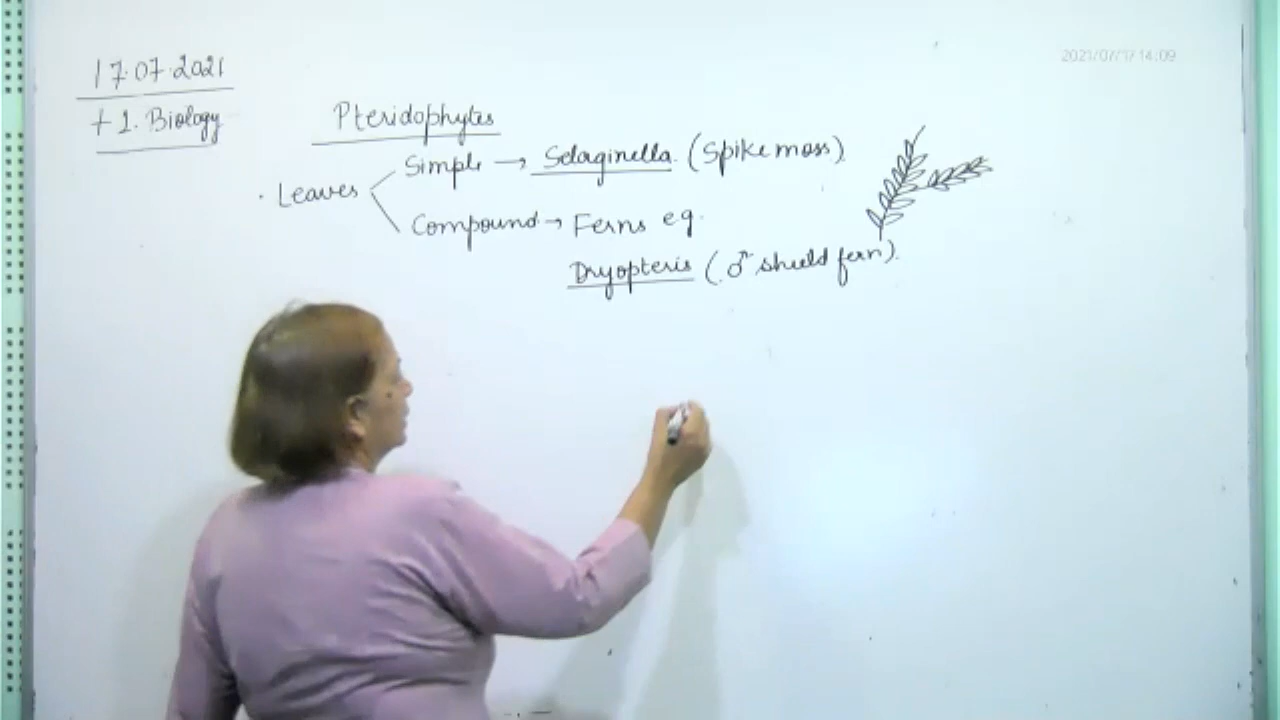 17.07.2021
+1. Biology
2021/07/17 14:09
Pteridophytes
· Leaves
Simple → Selaginella. (Spike moss).
Compound → Ferns eg.
Dryopteris (♂ shield fern).